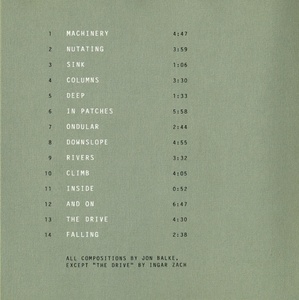 1 MACHINERY 4:47
2 NUTATING 3:59
3 SINK 1:06
4 COLUMNS 3:30
5 DEEP 1:33
6 IN PATCHES 5:58
7 ONDULAR 2:44
8 DOWNSLOPE 4:55
9 RIVERS 3:32
10 CLIMB 4:05
11 INSIDE 0:52
12 AND ON 6:47
13 THE DRIVE 4:30
14 FALLING 2:38
ALL COMPOSITIONS BY JON BALKE,
EXCEPT "THE DRIVE" BY INGAR ZACH